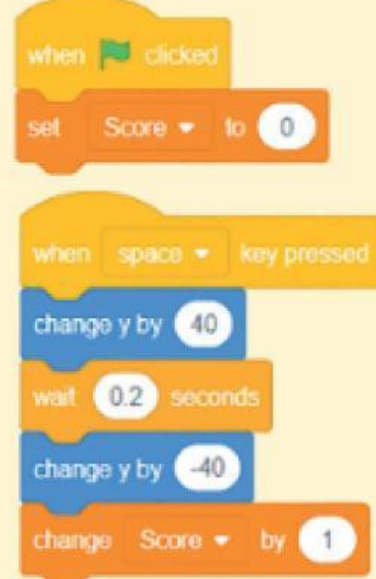 when clicked
set Score to 0
when space key pressed
change y by 40
wait 0.2 seconds
change y by -40
change Score by 1